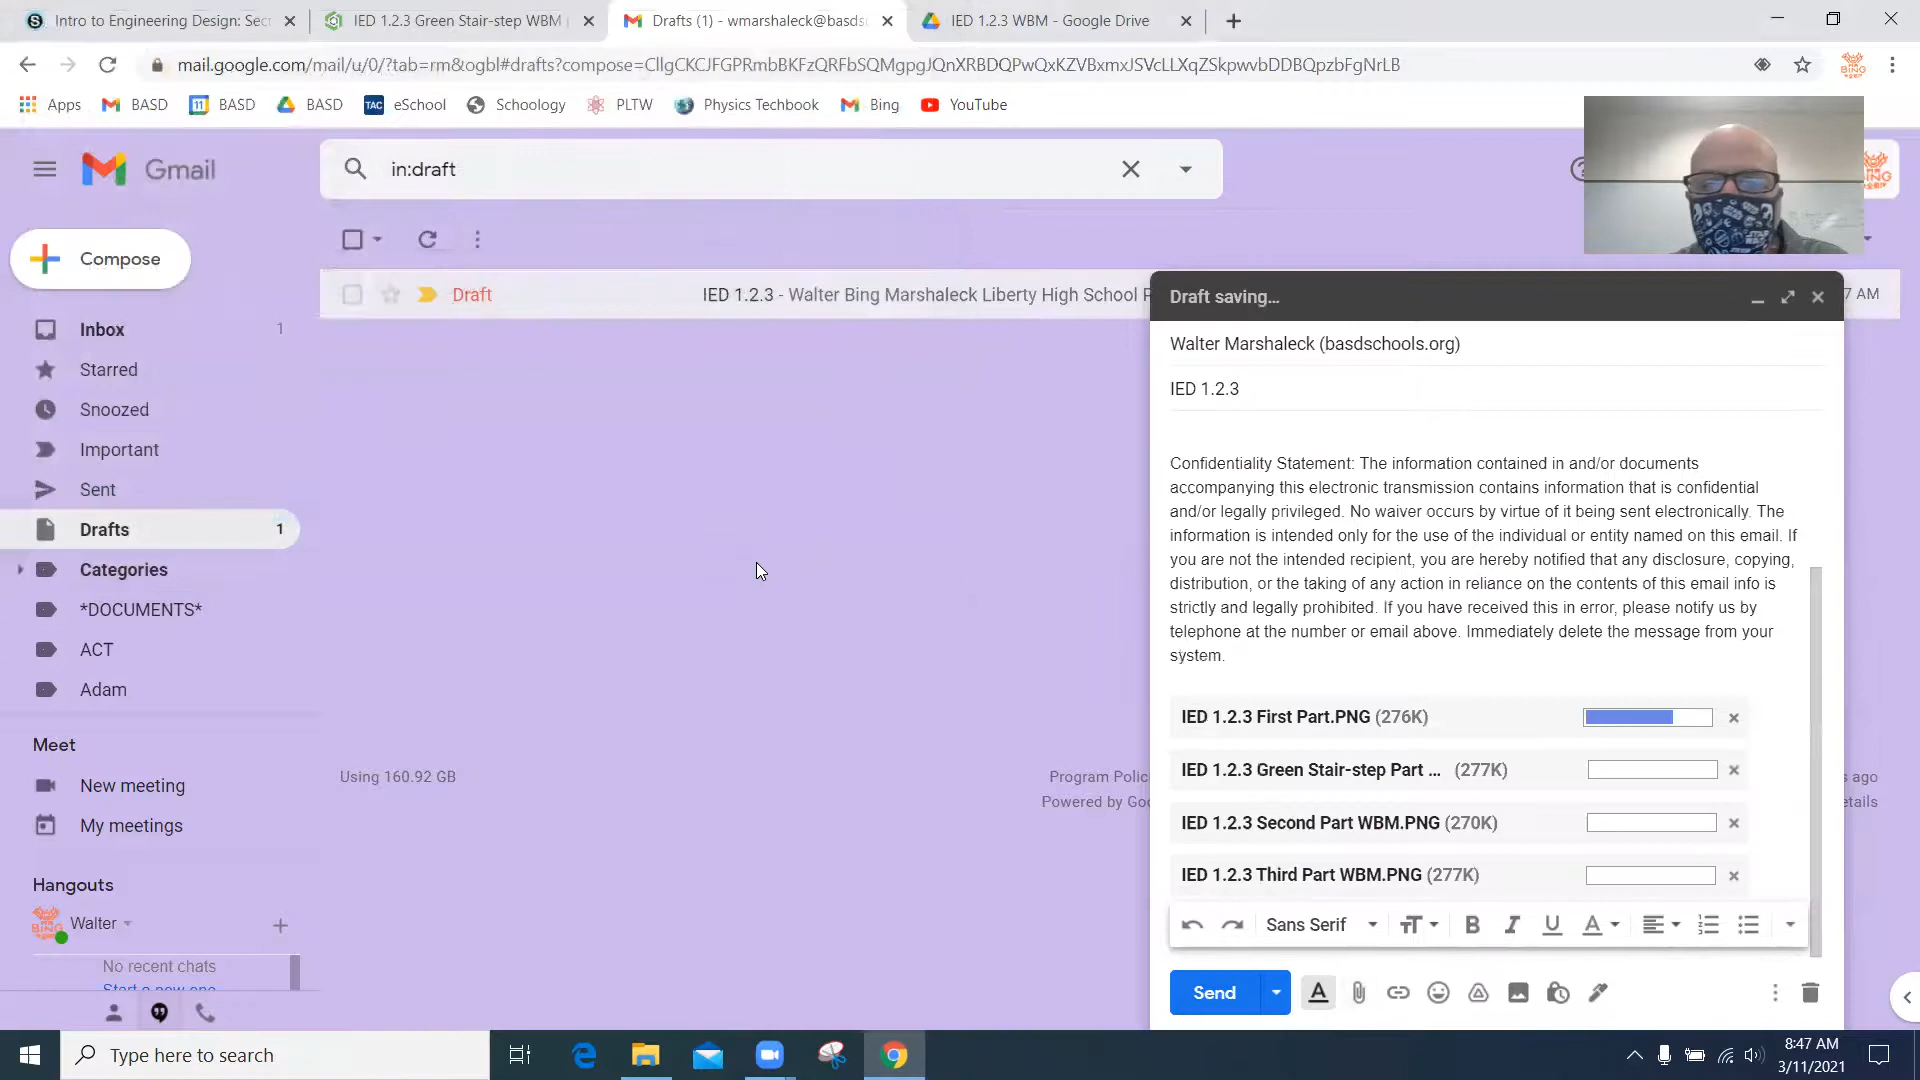 Intro to Engineering Design: Sec
IED 1.2.3 Green Stair-step WBM
Drafts (1) - wmarshaleck@basds
IED 1.2.3 WBM - Google Drive
mail.google.com/mail/u/0/?tab=rm&ogbl#drafts?compose=CllgCKCJFGPRmbBKFzQRFbSQMgpgJQnXRBDQPwQxKZVBxmxJSVcLLXqZSkpwvbDDBQpzbFgNrLB
Apps
BASD
BASD
BASD
eSchool
Schoology
PLTW
Physics Techbook
Bing
YouTube
Gmail
in:draft
Compose
Draft
IED 1.2.3 - Walter Bing Marshaleck Liberty High School P
7 AM
Inbox
1
Starred
Snoozed
Important
Sent
Drafts
1
Categories
*DOCUMENTS*
ACT
Adam
Meet
New meeting
My meetings
Hangouts
Walter
No recent chats
Start a new one
Using 160.92 GB
Program Polic
Powered by Goo
s ago
etails
Draft saving...
Walter Marshaleck (basdschools.org)
IED 1.2.3
Confidentiality Statement: The information contained in and/or documents
accompanying this electronic transmission contains information that is confidential
and/or legally privileged. No waiver occurs by virtue of it being sent electronically. The
information is intended only for the use of the individual or entity named on this email. If
you are not the intended recipient, you are hereby notified that any disclosure, copying,
distribution, or the taking of any action in reliance on the contents of this email info is
strictly and legally prohibited. If you have received this in error, please notify us by
telephone at the number or email above. Immediately delete the message from your
system.
IED 1.2.3 First Part.PNG (276K)
IED 1.2.3 Green Stair-step Part ... (277K)
IED 1.2.3 Second Part WBM.PNG (270K)
IED 1.2.3 Third Part WBM.PNG (277K)
Sans Serif
Send
Type here to search
8:47 AM
3/11/2021